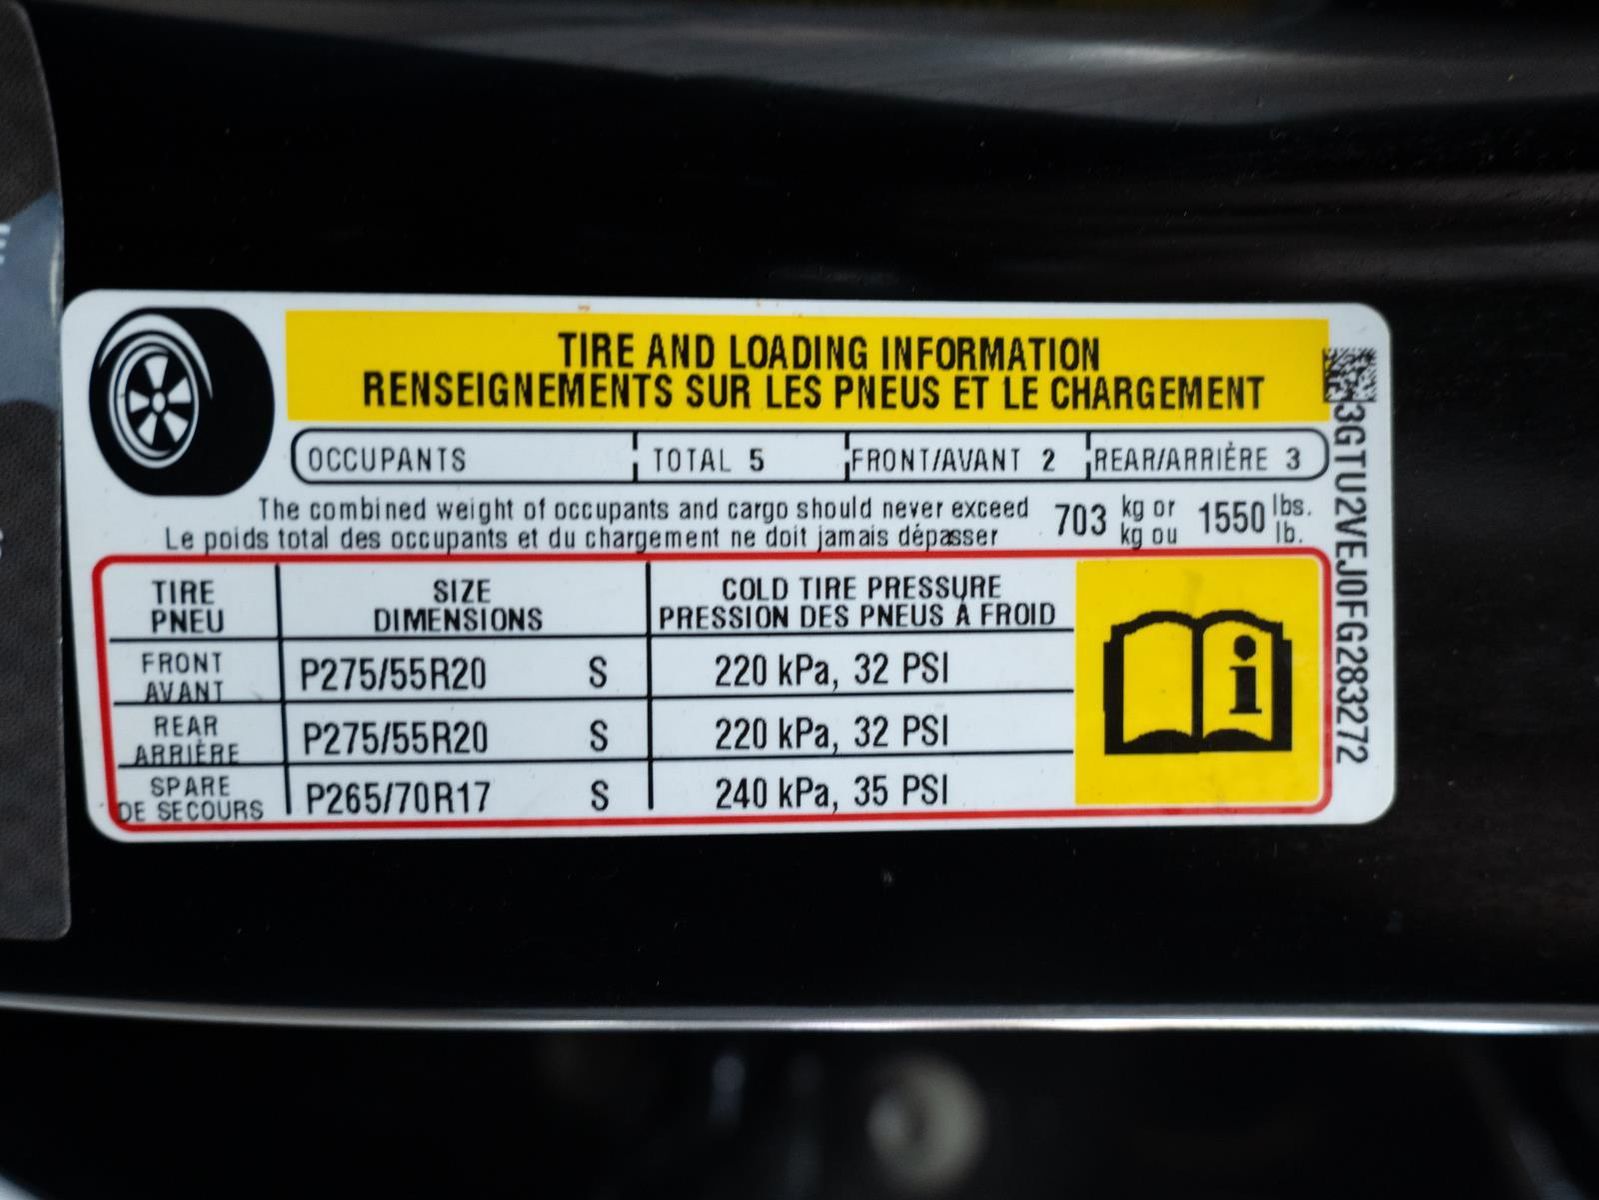 TIRE AND LOADING INFORMATION
RENSEIGNEMENTS SUR LES PNEUS ET LE CHARGEMENT
OCCUPANTS TOTAL 5 FRONT/AVANT 2 REAR/ARRIÈRE 3
The combined weight of occupants and cargo should never exceed 703 kg or 1550 lbs.
Le poids total des occupants et du chargement ne doit jamais dépasser kg ou lb.
TIRE SIZE COLD TIRE PRESSURE
PNEU DIMENSIONS PRESSION DES PNEUS À FROID
FRONT
AVANT P275/55R20 S 220 kPa, 32 PSI
REAR
ARRIÈRE P275/55R20 S 220 kPa, 32 PSI
SPARE
DE SECOURS P265/70R17 S 240 kPa, 35 PSI
i
3GTU2VEJ0FG283272